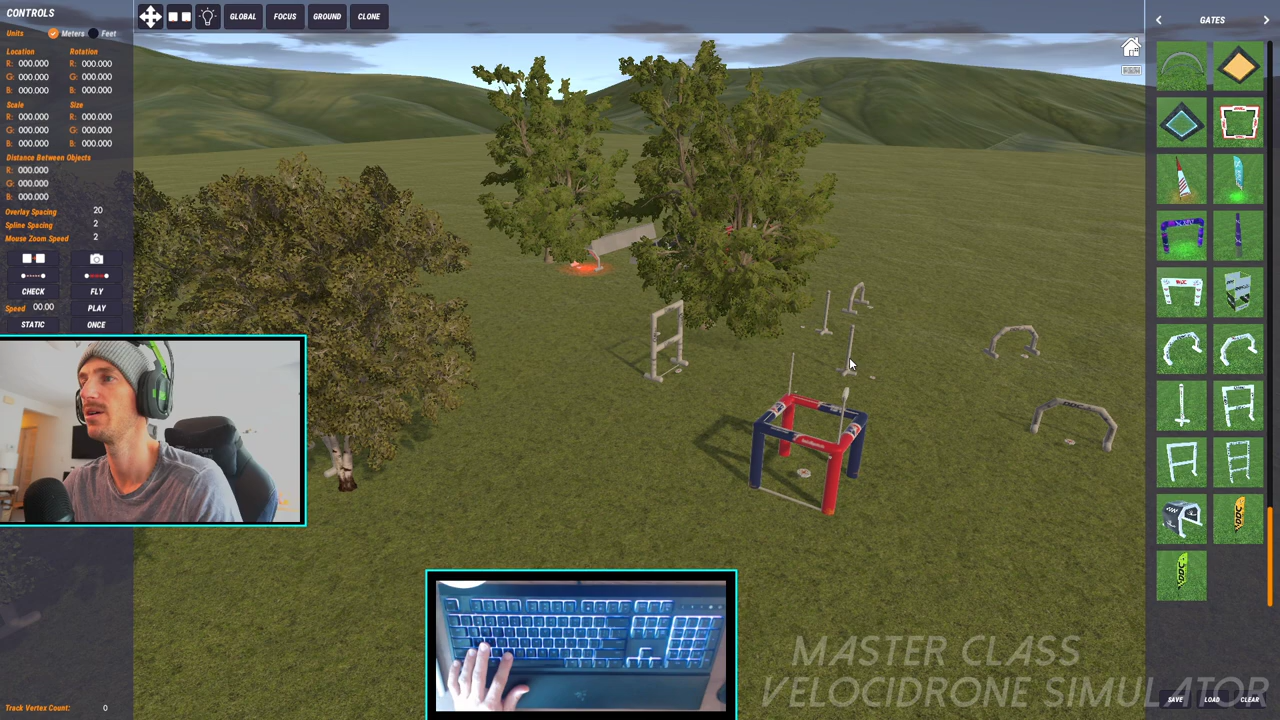 CONTROLS
Units Meters Feet
Location Rotation
R: 000.000 R: 000.000
G: 000.000 G: 000.000
B: 000.000 B: 000.000
Scale Size
R: 000.000 R: 000.000
G: 000.000 G: 000.000
B: 000.000 B: 000.000
Distance Between Objects
R: 000.000
G: 000.000
B: 000.000
Overlay Spacing 20
Spline Spacing 2
Mouse Zoom Speed 2
CHECK FLY
Speed 00.00 PLAY
STATIC ONCE
Track Vertex Count: 0
GLOBAL FOCUS GROUND CLONE
GATES
MASTER CLASS
VELOCIDRONE SIMULATOR
SAVE LOAD CLEAR